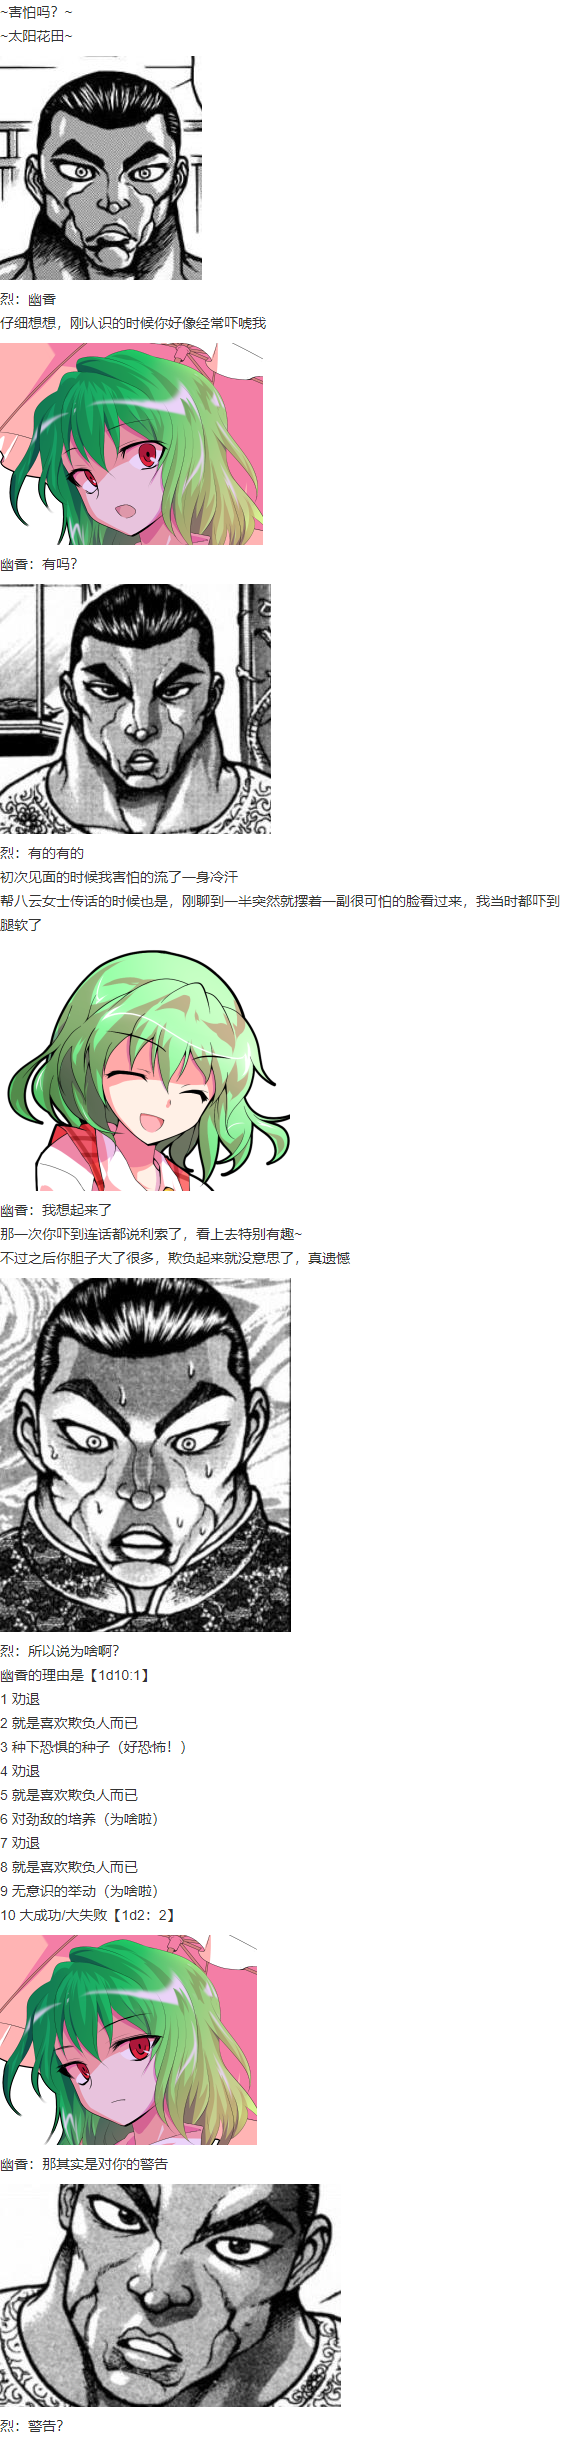 ~害怕吗？~
~太阳花田~
烈：幽香
仔细想想，刚认识的时候你好像经常吓唬我
幽香：有吗？
烈：有的有的
初次见面的时候我害怕的流了一身冷汗
帮八云女士传话的时候也是，刚聊到一半突然就摆着一副很可怕的脸看过来，我当时都吓到
腿软了
幽香：我想起来了
那一次你吓到连话都说利索了，看上去特别有趣~
不过之后你胆子大了很多，欺负起来就没意思了，真遗憾
烈：所以说为啥啊？
幽香的理由是【1d10:1】
1 劝退
2 就是喜欢欺负人而已
3 种下恐惧的种子（好恐怖！）
4 劝退
5 就是喜欢欺负人而已
6 对劲敌的培养（为啥啦）
7 劝退
8 就是喜欢欺负人而已
9 无意识的举动（为啥啦）
10 大成功/大失败【1d2：2】
幽香：那其实是对你的警告
烈：警告？